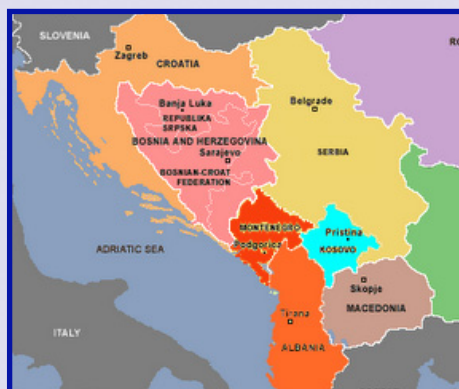 SLOVENIA
Zagreb
CROATIA
RO
Banja Luka
REPUBLIKA
SRPSKA
BOSNIA AND HERZEGOVINA
Sarajevo
BOSNIAN-CROAT
FEDERATION
Belgrade
SERBIA
MONTENEGRO
Podgorica
Pristina
KOSOVO
ADRIATIC SEA
Skopje
MACEDONIA
Tirana
ALBANIA
ITALY